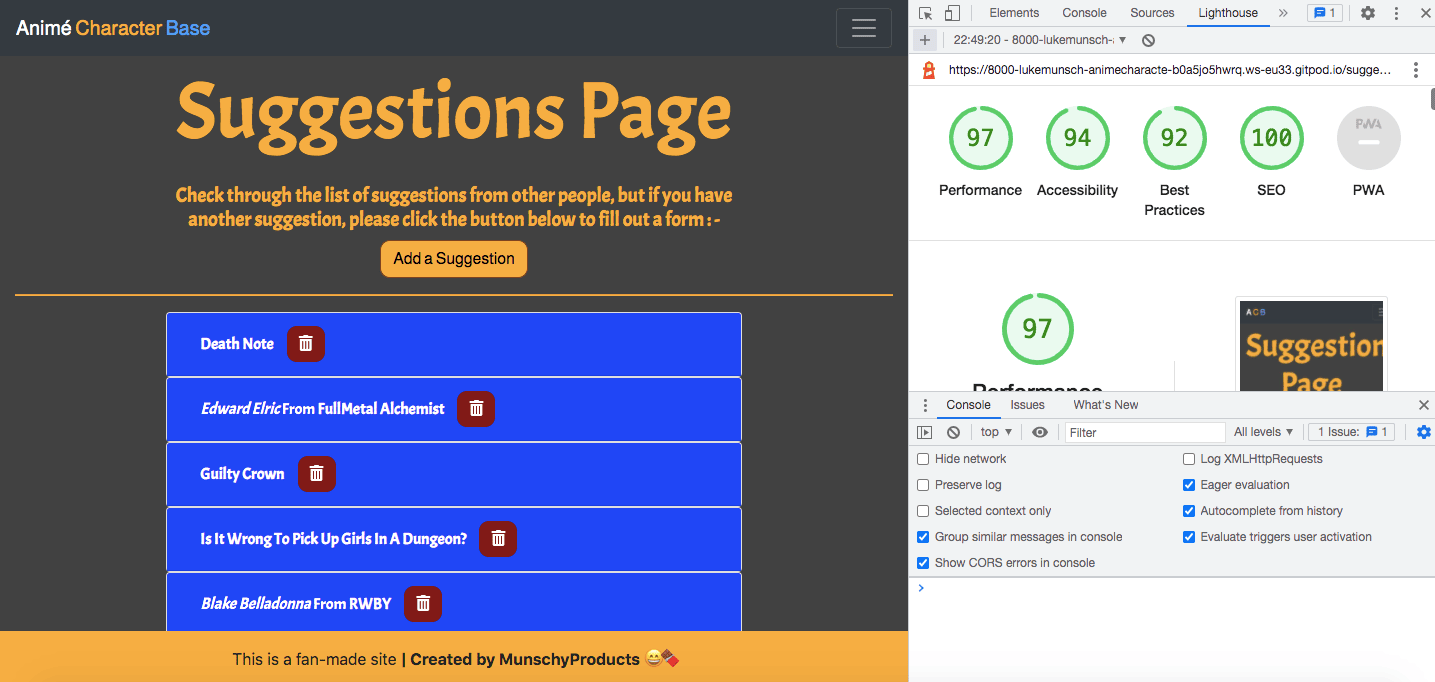 Animé Character Base
Suggestions Page
Check through the list of suggestions from other people, but if you have
another suggestion, please click the button below to fill out a form : -
Add a Suggestion
Death Note
Edward Elric From FullMetal Alchemist
Guilty Crown
Is It Wrong To Pick Up Girls In A Dungeon?
Blake Belladonna From RWBY
This is a fan-made site | Created by MunschyProducts 😄🍫
Elements Console Sources Lighthouse » 1
22:49:20 - 8000-lukemunsch-
https://8000-lukemunsch-animecharacte-b0a5jo5hwrq.ws-eu33.gitpod.io/sugge...
97 94 92 100 PWA
Performance Accessibility Best Practices SEO PWA
97
Performance
A C B
Suggestion
Page
Console Issues What's New
top Filter All levels 1 Issue: 1
Hide network Log XMLHttpRequests
Preserve log Eager evaluation
Selected context only Autocomplete from history
Group similar messages in console Evaluate triggers user activation
Show CORS errors in console